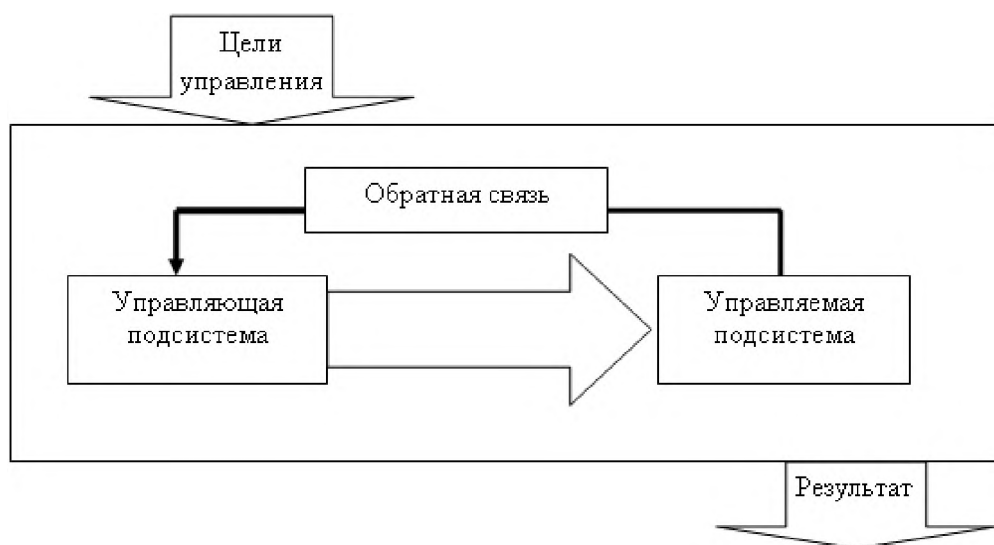 Цели
управления
Обратная связь
Управляющая
подсистема
Управляемая
подсистема
Результат